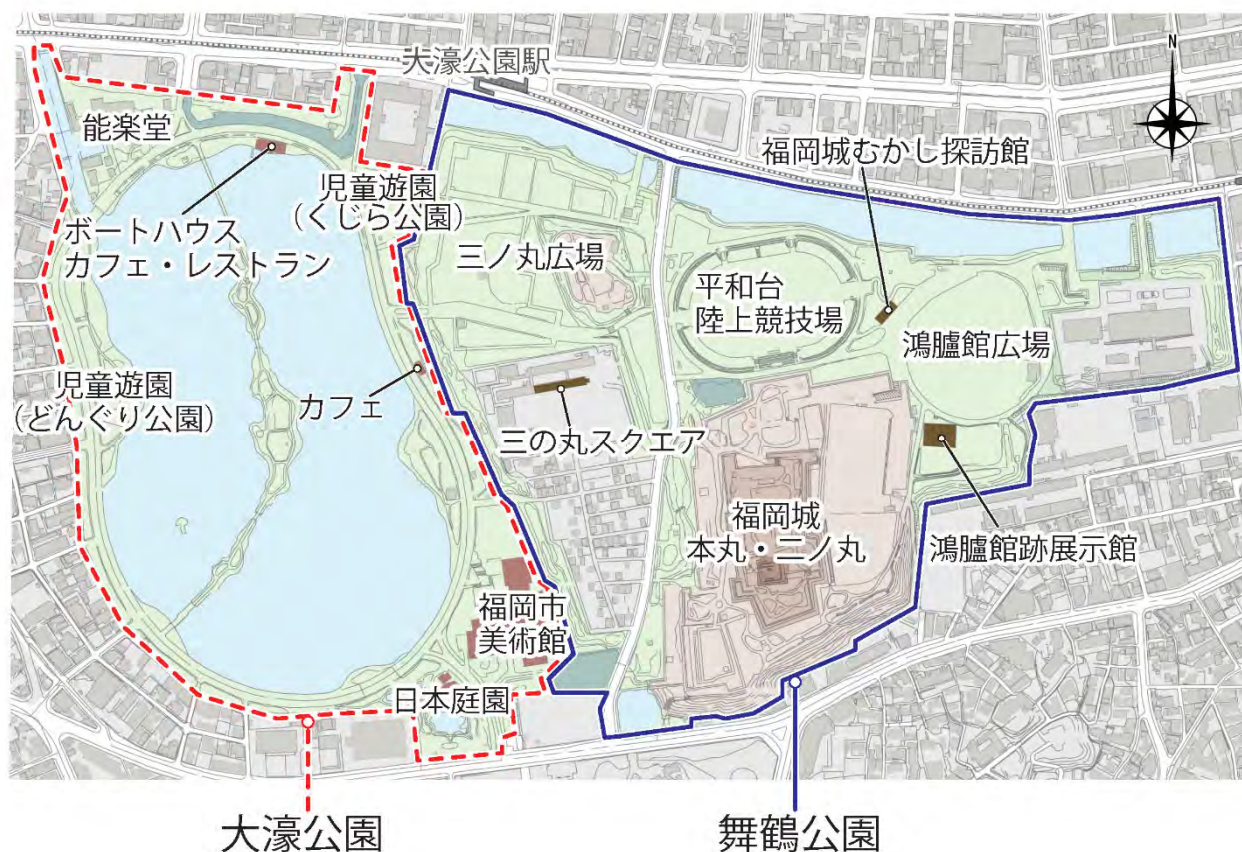 大濠公園駅
N
能楽堂
福岡城むかし探訪館
児童遊園
（くじら公園）
ボートハウス
カフェ・レストラン
三ノ丸広場
平和台
陸上競技場
鴻臚館広場
児童遊園
（どんぐり公園）
カフェ
三の丸スクエア
福岡城
本丸・二ノ丸
鴻臚館跡展示館
福岡市
美術館
日本庭園
大濠公園
舞鶴公園